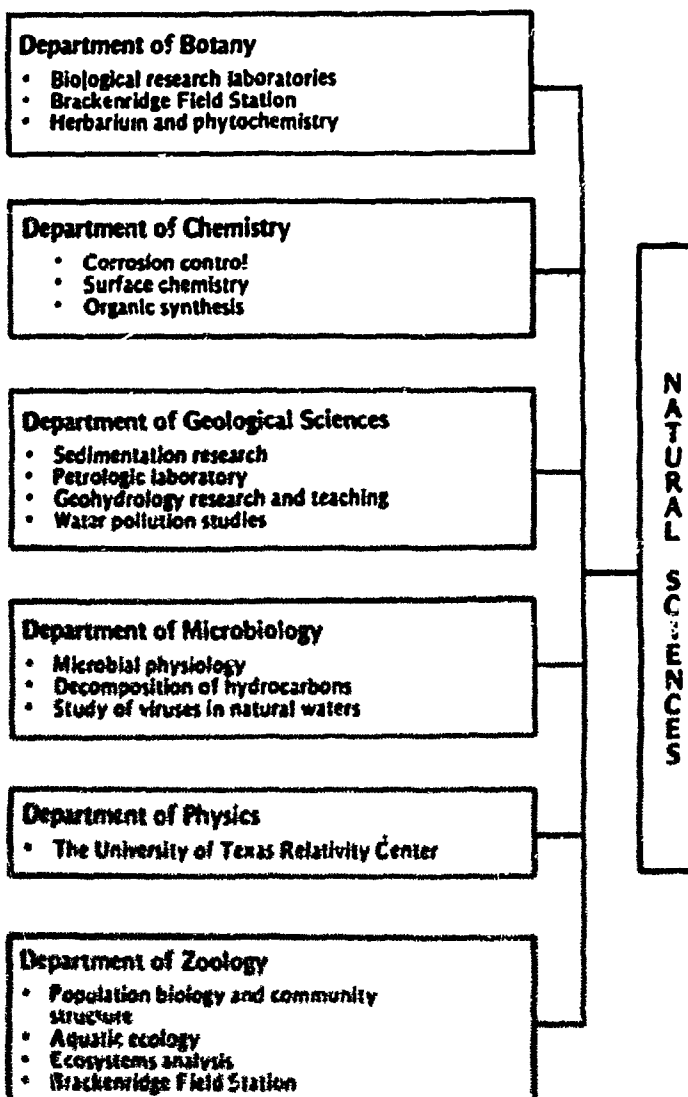 Department of Botany
• Biological research laboratories
• Brackenridge Field Station
• Herbarium and phytochemistry
Department of Chemistry
• Corrosion control
• Surface chemistry
• Organic synthesis
Department of Geological Sciences
• Sedimentation research
• Petrologic laboratory
• Geohydrology research and teaching
• Water pollution studies
Department of Microbiology
• Microbial physiology
• Decomposition of hydrocarbons
• Study of viruses in natural waters
Department of Physics
• The University of Texas Relativity Center
Department of Zoology
• Population biology and community
structure
• Aquatic ecology
• Ecosystems analysis
• Brackenridge Field Station
NATURAL SCIENCES